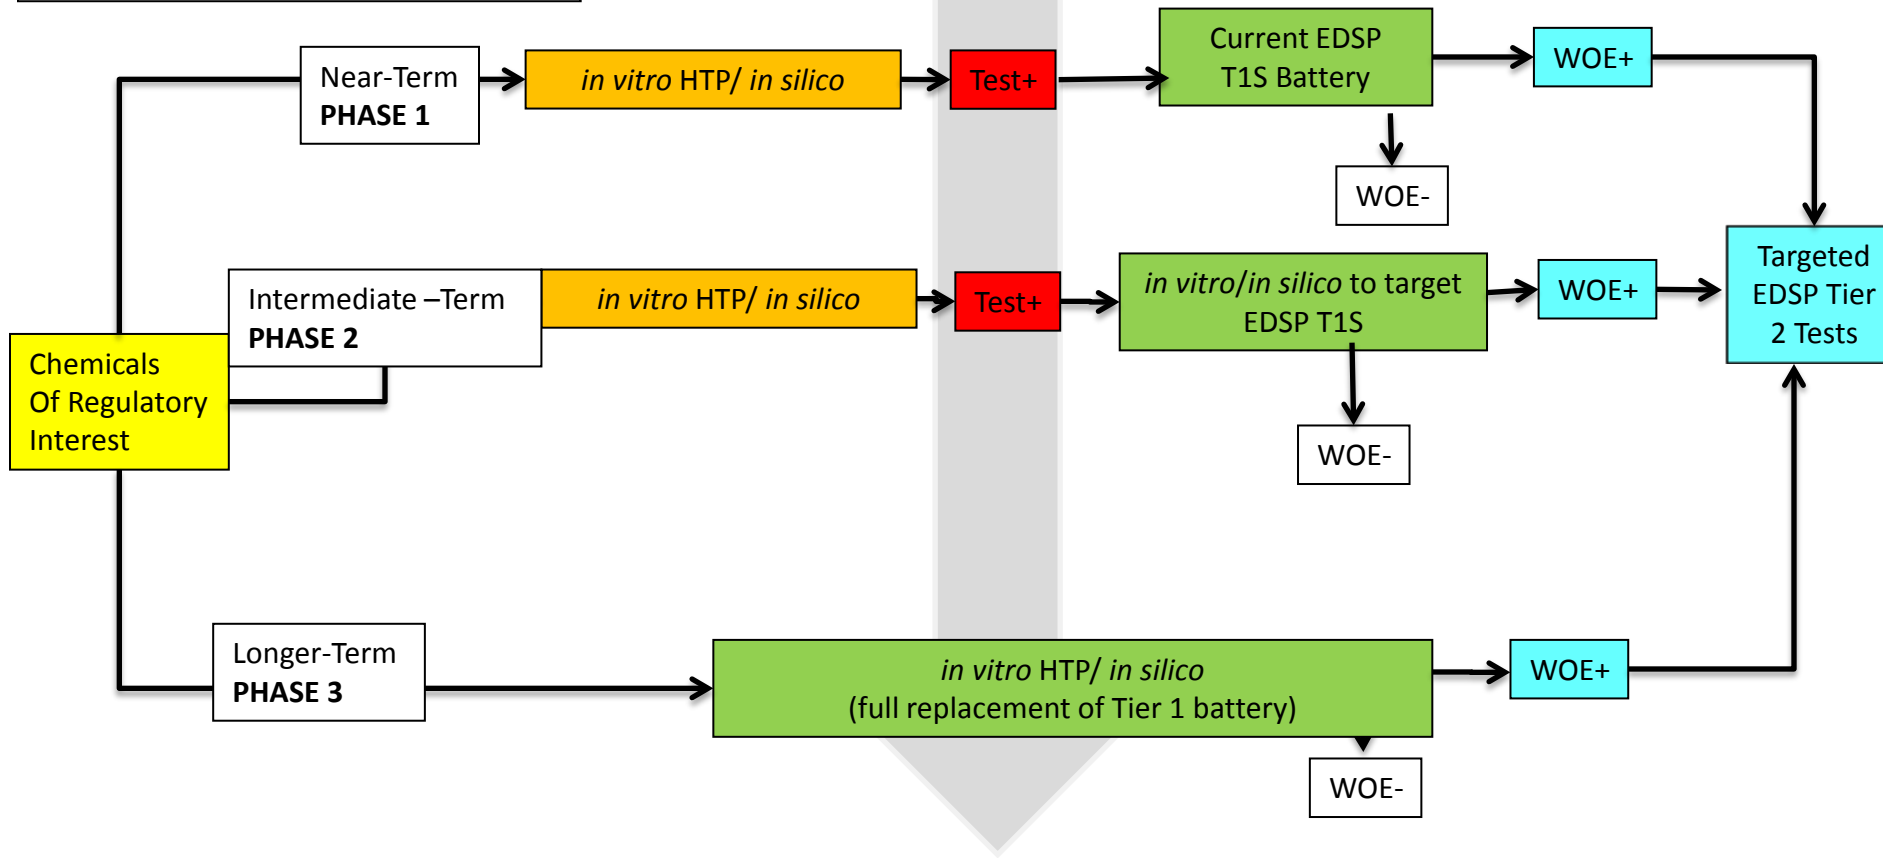 Near-Term
PHASE 1
in vitro HTP/ in silico
Test+
Current EDSP
T1S Battery
WOE+
WOE-
Intermediate –Term
PHASE 2
in vitro HTP/ in silico
Test+
in vitro/in silico to target
EDSP T1S
WOE+
WOE-
Targeted
EDSP Tier
2 Tests
Chemicals
Of Regulatory
Interest
Longer-Term
PHASE 3
in vitro HTP/ in silico
(full replacement of Tier 1 battery)
WOE+
WOE-